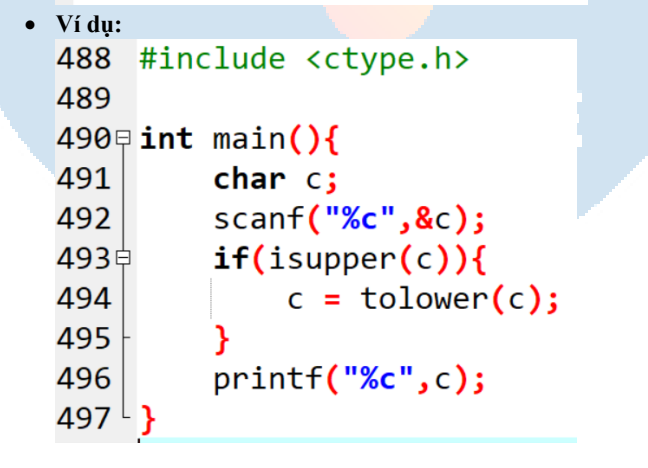 • Ví dụ:
488 #include <ctype.h>
489
490 int main(){
491 char c;
492 scanf("%c",&c);
493 if(isupper(c)){
494 c = tolower(c);
495 }
496 printf("%c",c);
497 }